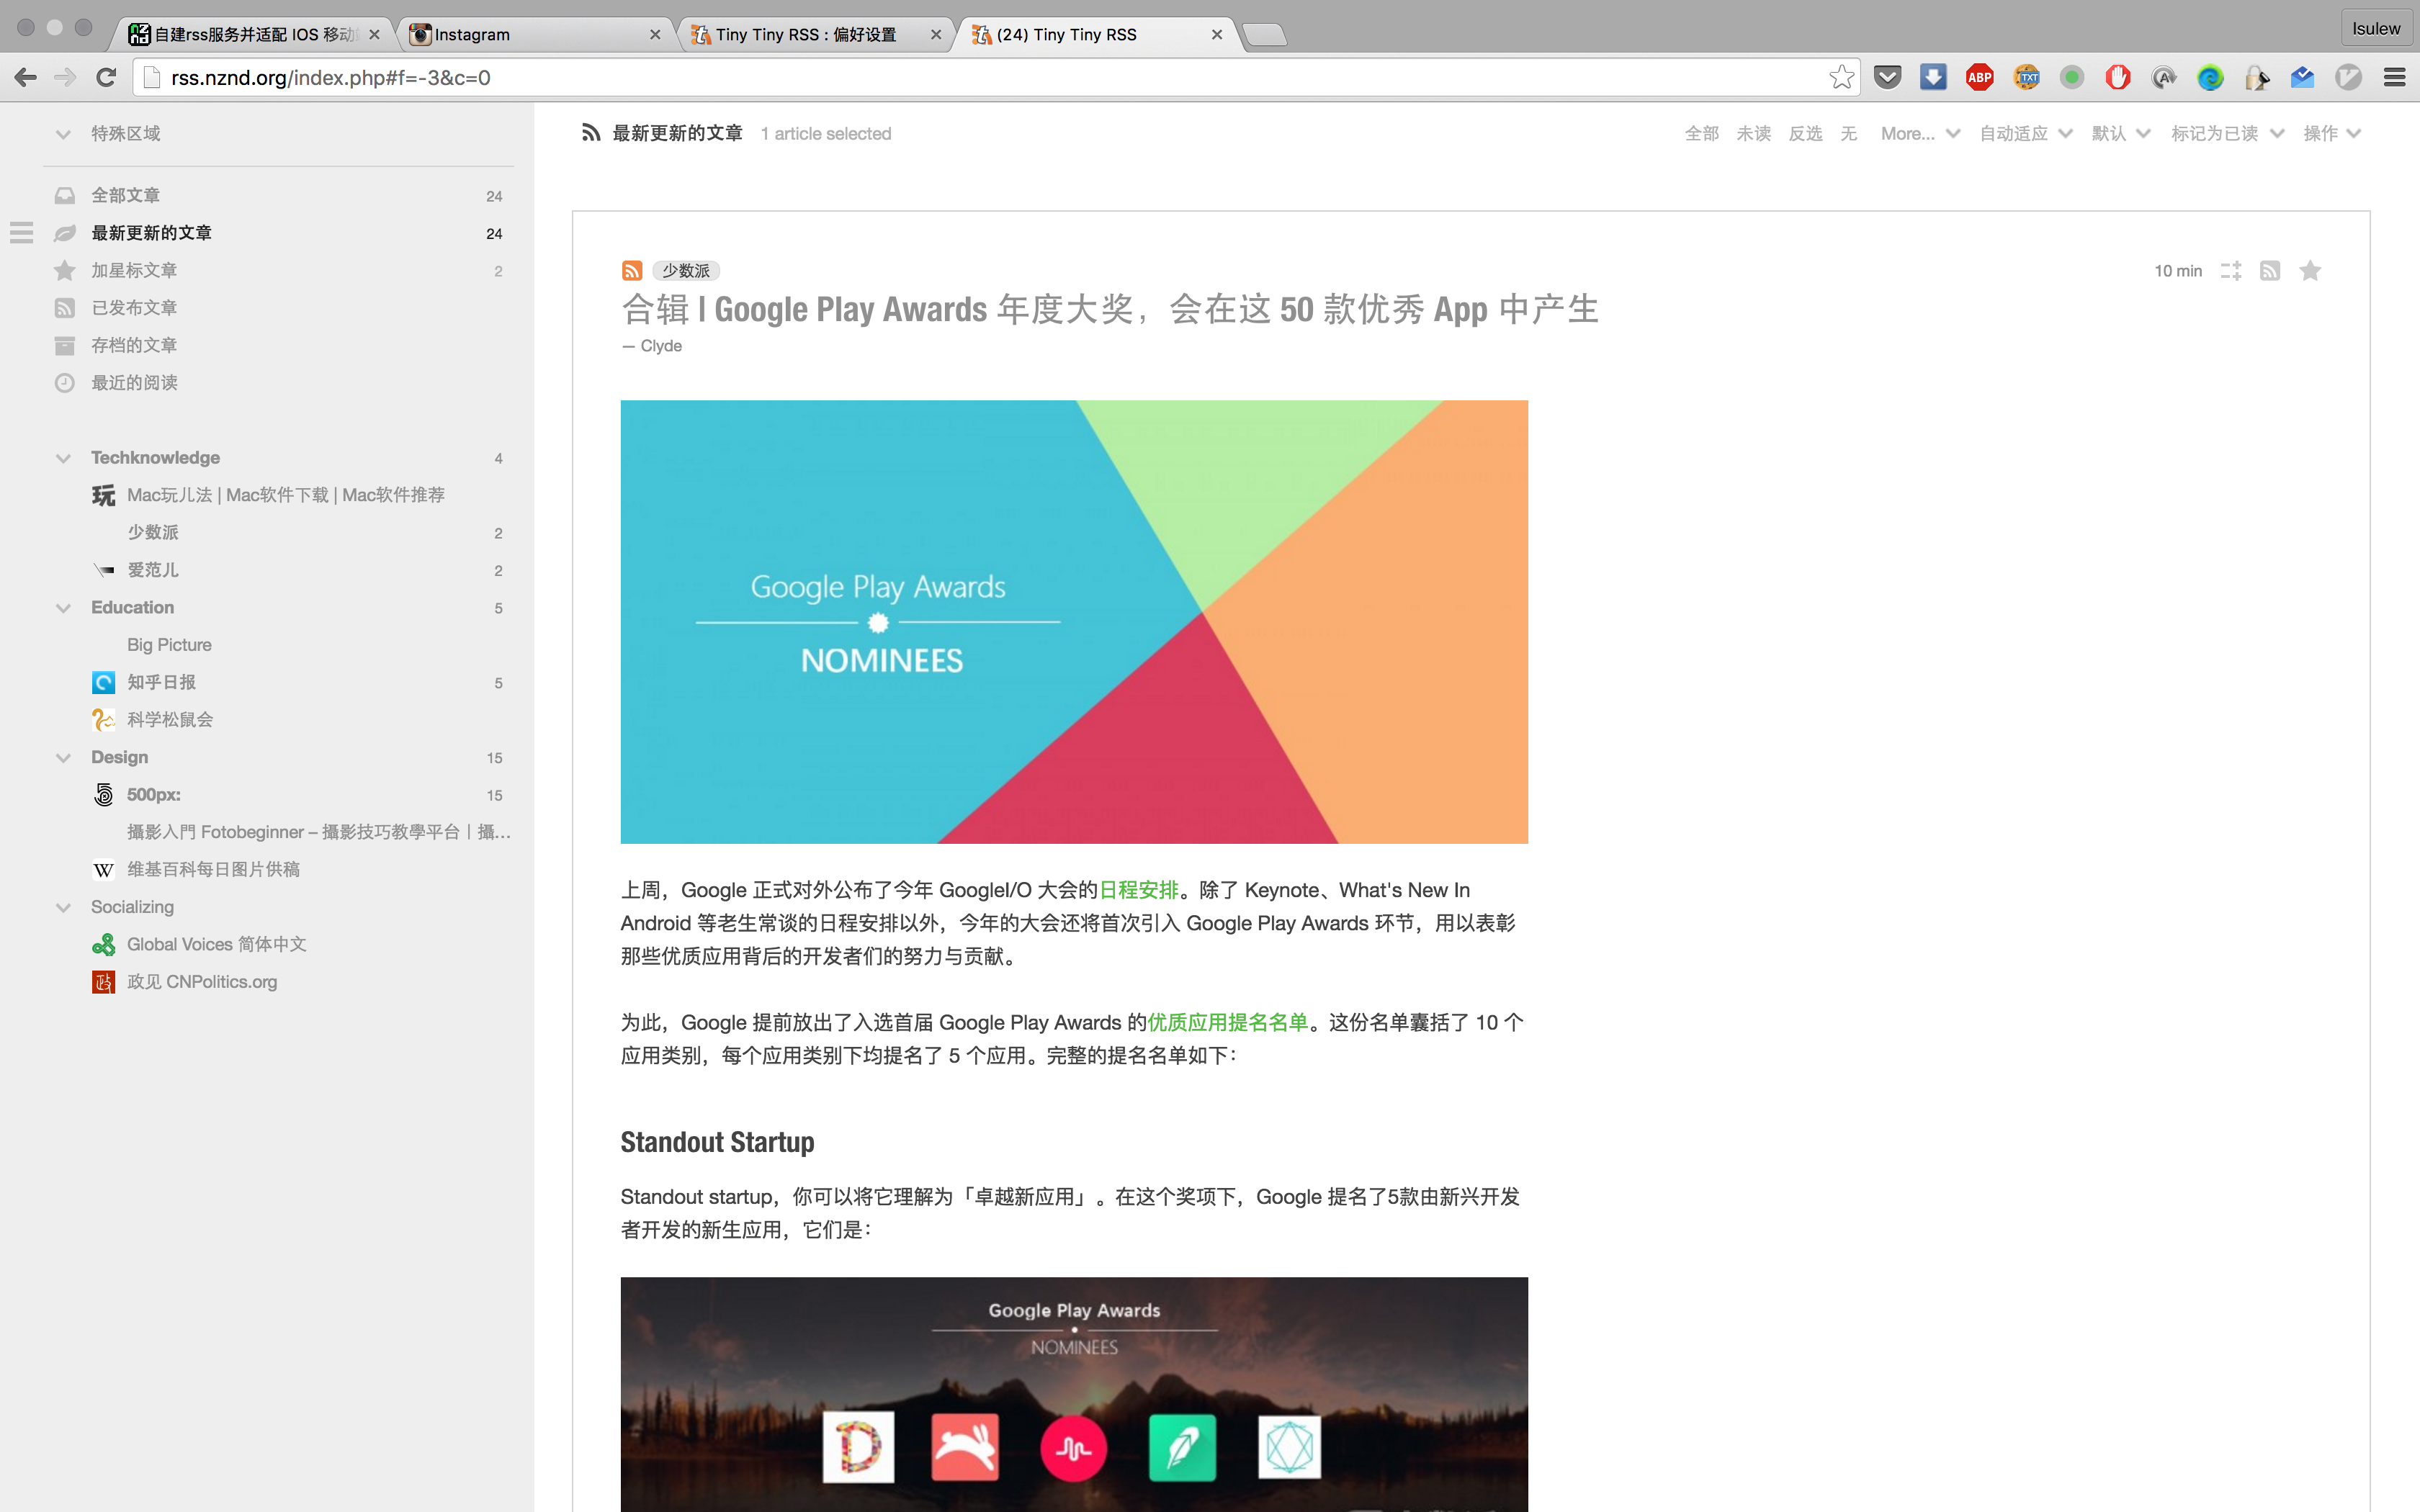 自建rss服务并适配 IOS 移动
Instagram
Tiny Tiny RSS : 偏好设置
(24) Tiny Tiny RSS
lsulew
rss.nznd.org/index.php#f=-3&c=0
ABP
TXT
特殊区域
全部文章 24
最新更新的文章 24
加星标文章 2
已发布文章
存档的文章
最近的阅读
Techknowledge 4
玩 Mac玩儿法 | Mac软件下载 | Mac软件推荐
少数派 2
爱范儿 2
Education 5
Big Picture
知乎日报 5
科学松鼠会
Design 15
500px: 15
攝影入門 Fotobeginner – 攝影技巧教學平台丨攝...
W 维基百科每日图片供稿
Socializing
Global Voices 简体中文
政见 CNPolitics.org
最新更新的文章 1 article selected
全部 未读 反选 无 More... 自动适应 默认 标记为已读 操作
少数派
10 min
合辑 | Google Play Awards 年度大奖，会在这 50 款优秀 App 中产生
— Clyde
Google Play Awards
NOMINEES
上周，Google 正式对外公布了今年 GoogleI/O 大会的日程安排。除了 Keynote、What's New In
Android 等老生常谈的日程安排以外，今年的大会还将首次引入 Google Play Awards 环节，用以表彰
那些优质应用背后的开发者们的努力与贡献。
为此，Google 提前放出了入选首届 Google Play Awards 的优质应用提名名单。这份名单囊括了 10 个
应用类别，每个应用类别下均提名了 5 个应用。完整的提名名单如下：
Standout Startup
Standout startup，你可以将它理解为「卓越新应用」。在这个奖项下，Google 提名了5款由新兴开发
者开发的新生应用，它们是：
Google Play Awards
NOMINEES
D